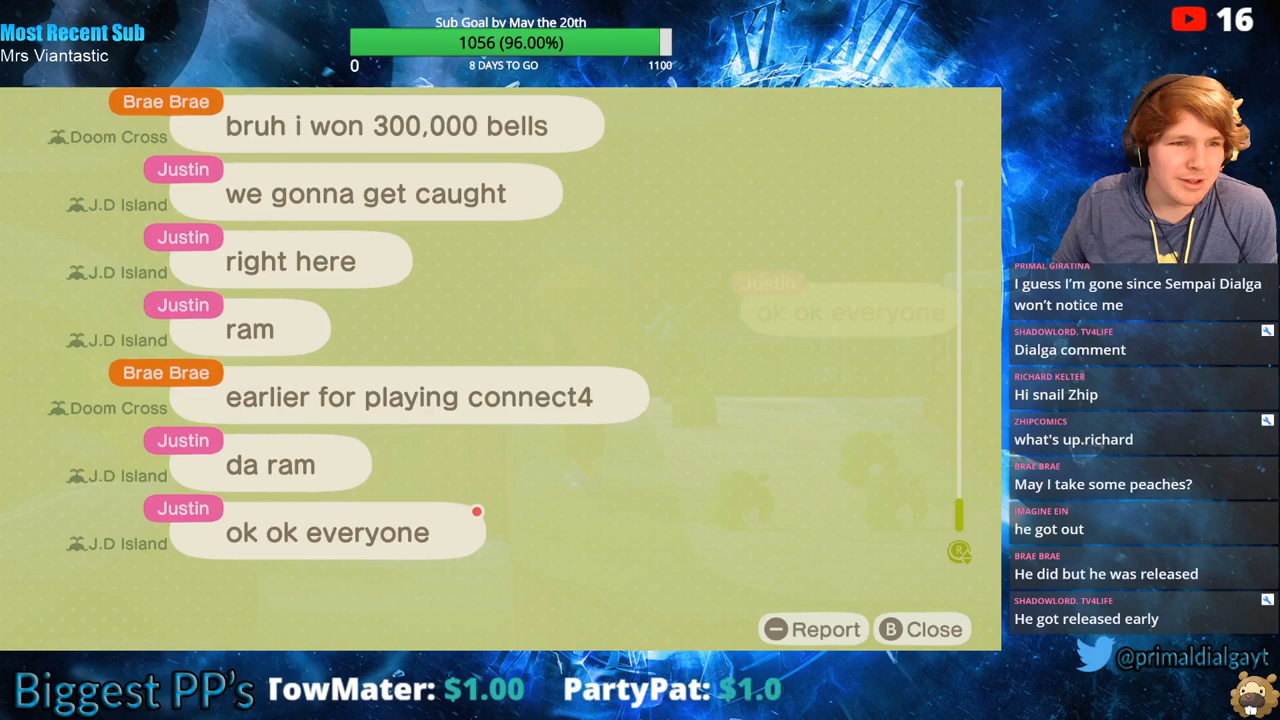 Most Recent Sub
Mrs Viantastic
Sub Goal by May the 20th
1056 (96.00%)
0
8 DAYS TO GO
1100
16
Brae Brae
Doom Cross
bruh i won 300,000 bells
Justin
J.D Island
we gonna get caught
Justin
J.D Island
right here
Justin
J.D Island
ram
Brae Brae
Doom Cross
earlier for playing connect4
Justin
J.D Island
da ram
Justin
J.D Island
ok ok everyone
Justin
ok ok everyone
R
Report
B Close
PRIMAL GIRATINA
I guess I'm gone since Sempai Dialga
won't notice me
SHADOWLORD. TV4LIFE
Dialga comment
RICHARD KELTER
Hi snail Zhip
ZHIPCOMICS
what's up.richard
BRAE BRAE
May I take some peaches?
IMAGINE EIN
he got out
BRAE BRAE
He did but he was released
SHADOWLORD. TV4LIFE
He got released early
@primaldialgayt
Biggest PP's
TowMater: $1.00
PartyPat: $1.0